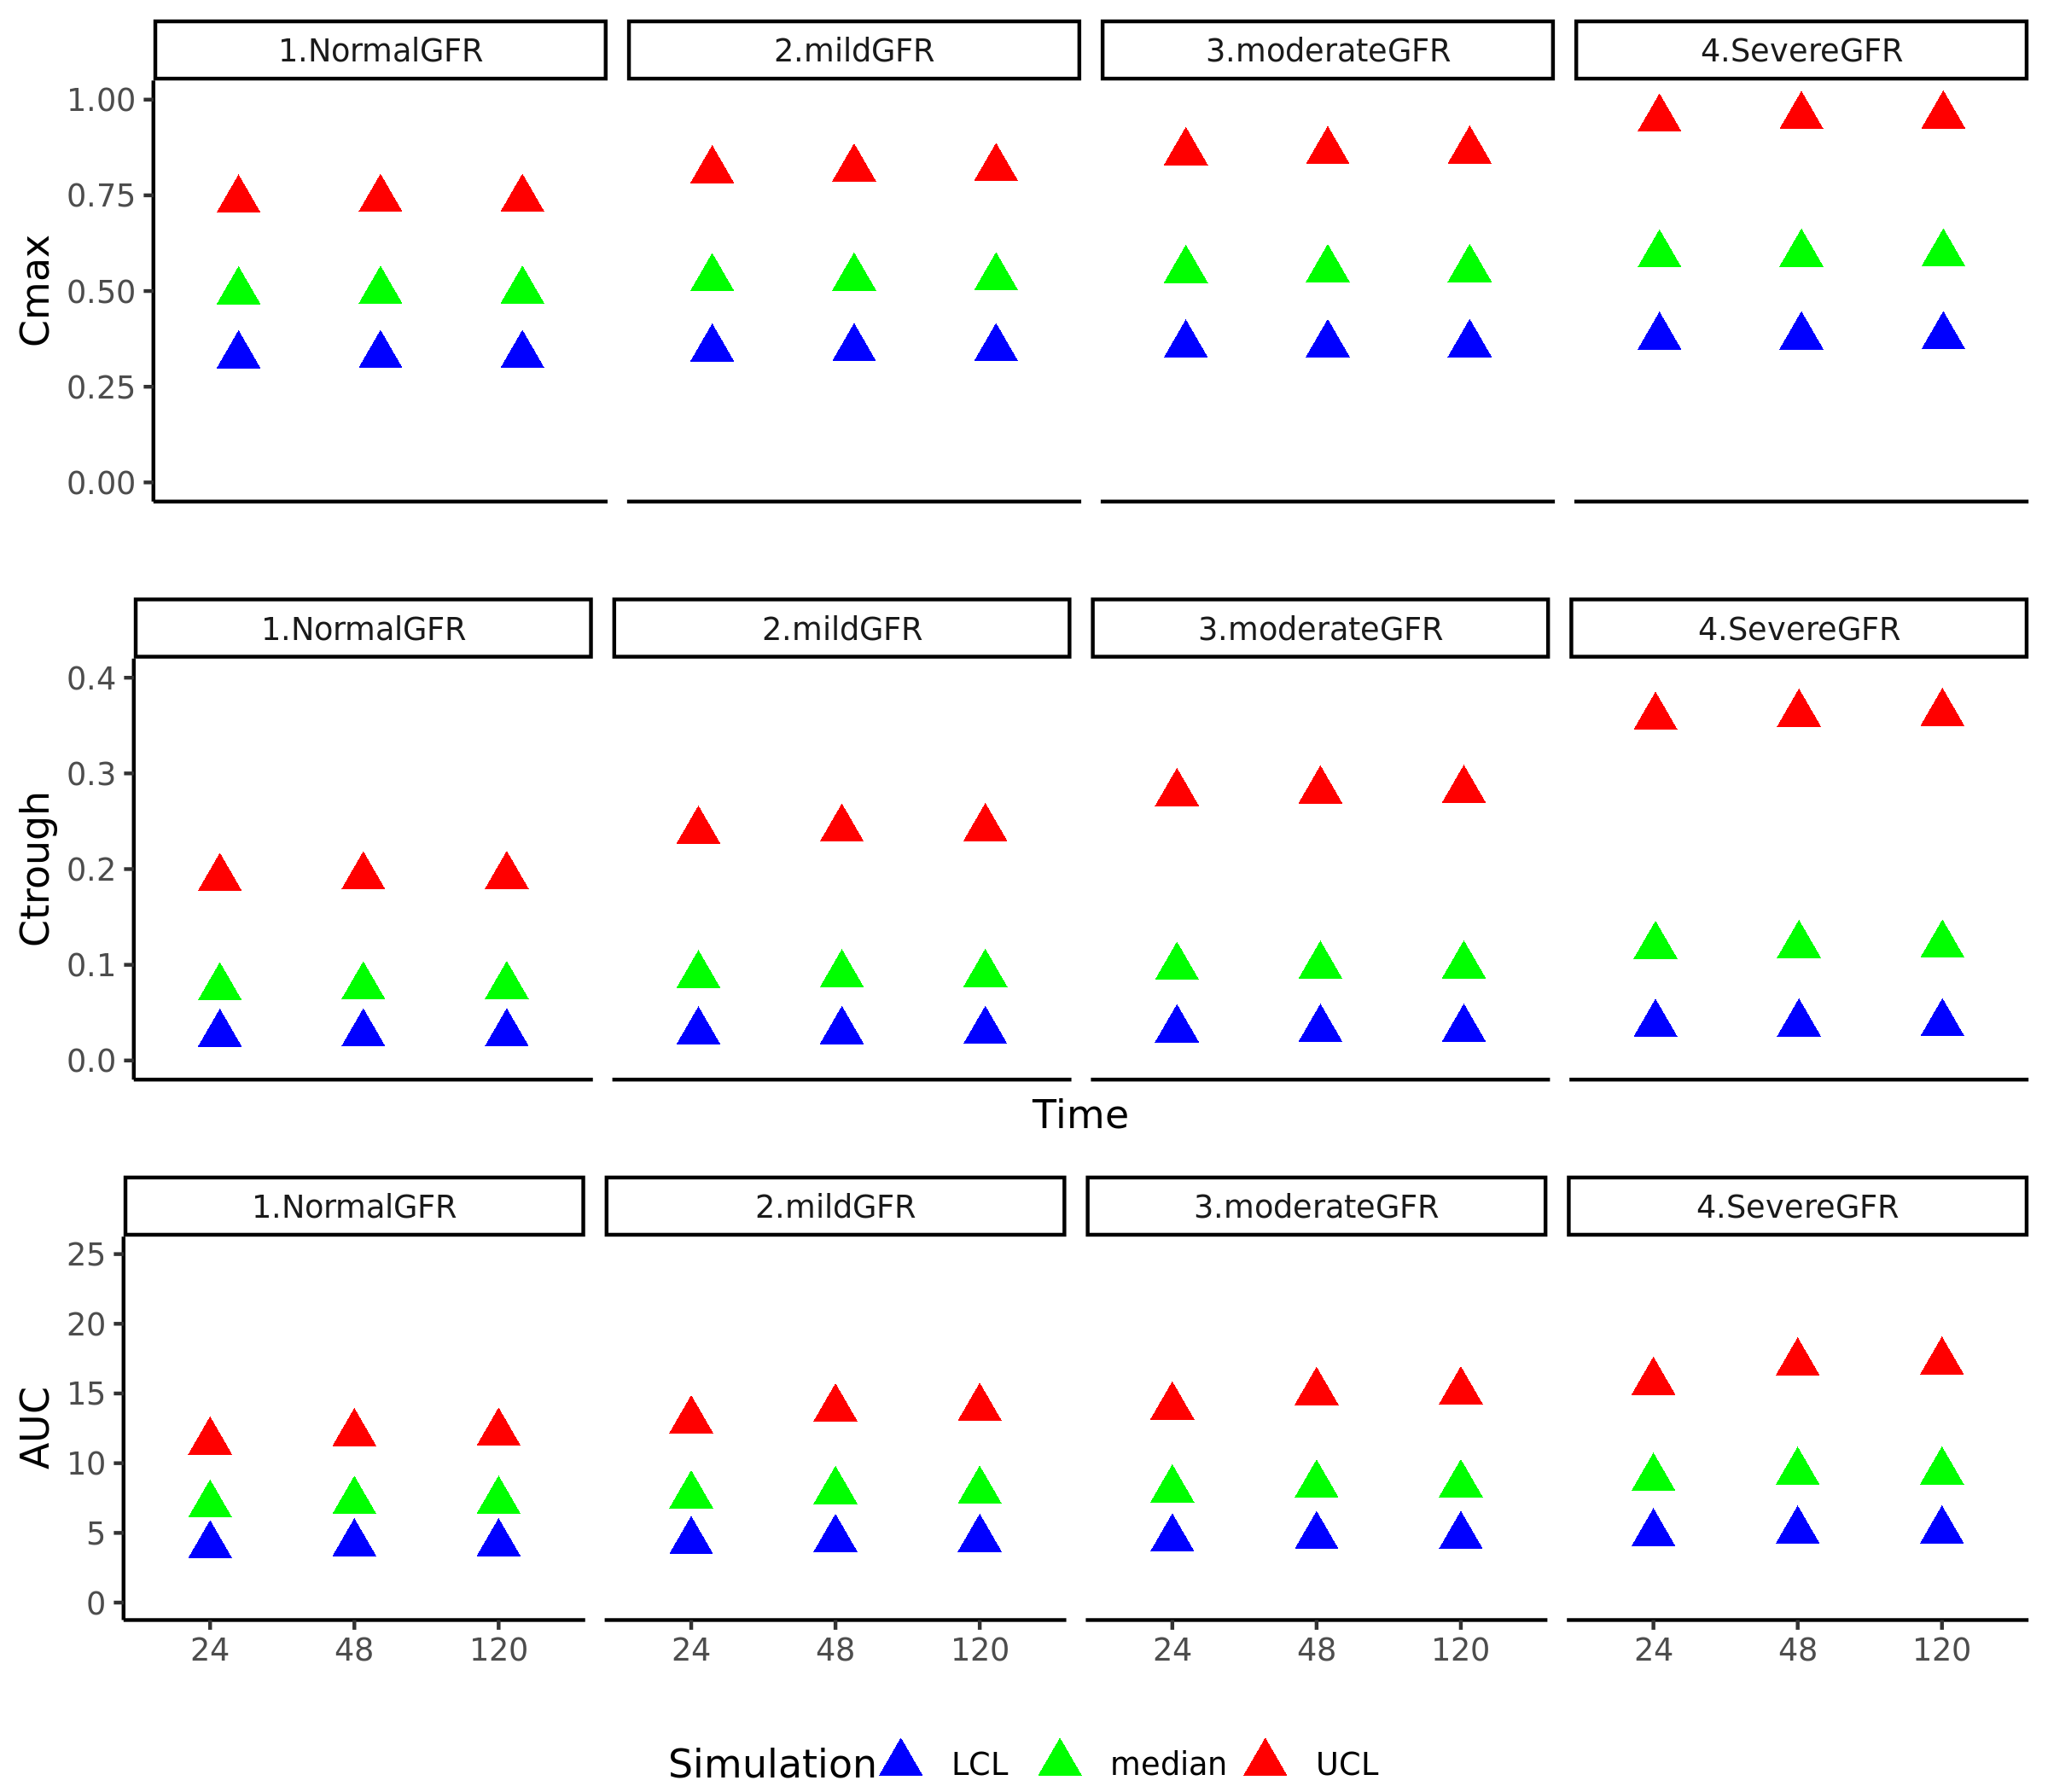 1.NormalGFR 2.mildGFR 3.moderateGFR 4.SevereGFR
1.00
0.75
0.50
0.25
0.00
Cmax
1.NormalGFR 2.mildGFR 3.moderateGFR 4.SevereGFR
0.4
0.3
0.2
0.1
0.0
Ctrough
Time
1.NormalGFR 2.mildGFR 3.moderateGFR 4.SevereGFR
25
20
15
10
5
0
AUC
24 48 120 24 48 120 24 48 120 24 48 120
Simulation LCL median UCL